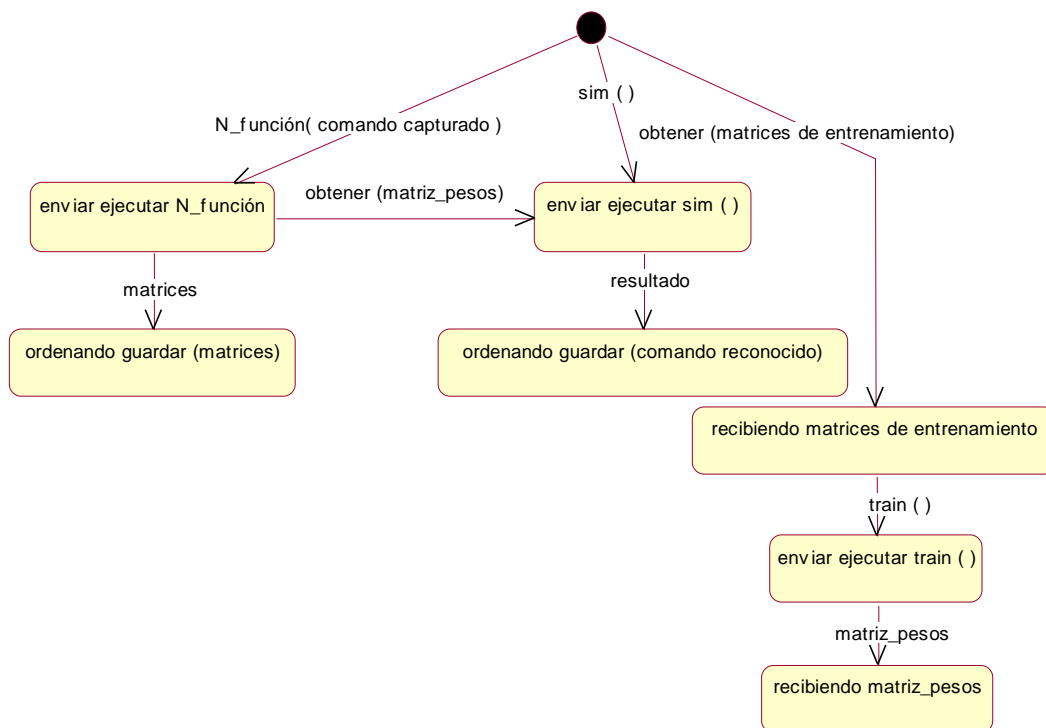 sim ( )
N_función( comando capturado )
obtener (matrices de entrenamiento)
enviar ejecutar N_función
obtener (matriz_pesos)
enviar ejecutar sim ( )
matrices
resultado
ordenando guardar (matrices)
ordenando guardar (comando reconocido)
recibiendo matrices de entrenamiento
train ( )
enviar ejecutar train ( )
matriz_pesos
recibiendo matriz_pesos